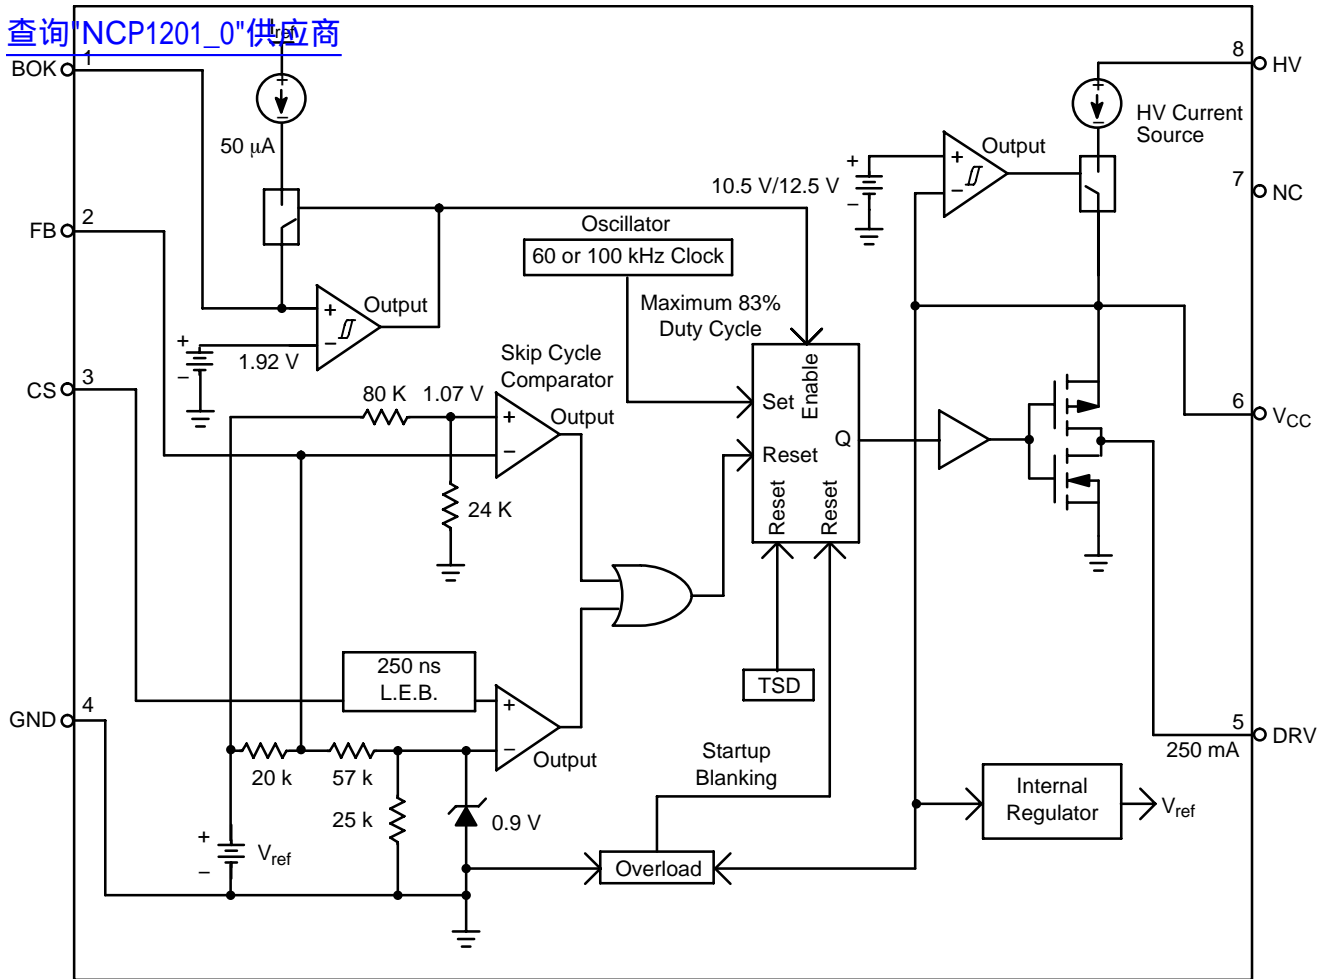 查询"NCP1201_0"供应商
BOK
1
50 μA
FB
2
Output
1.92 V
CS
3
80 K
1.07 V
Skip Cycle
Comparator
Output
24 K
250 ns
L.E.B.
Output
GND
4
20 k
57 k
25 k
0.9 V
+
−
Vref
Oscillator
60 or 100 kHz Clock
Maximum 83%
Duty Cycle
Enable
Set
Reset
Q
Reset
Reset
TSD
Startup
Blanking
Overload
10.5 V/12.5 V
Output
HV Current
Source
8
HV
7
NC
6
VCC
5
DRV
250 mA
Internal
Regulator
Vref